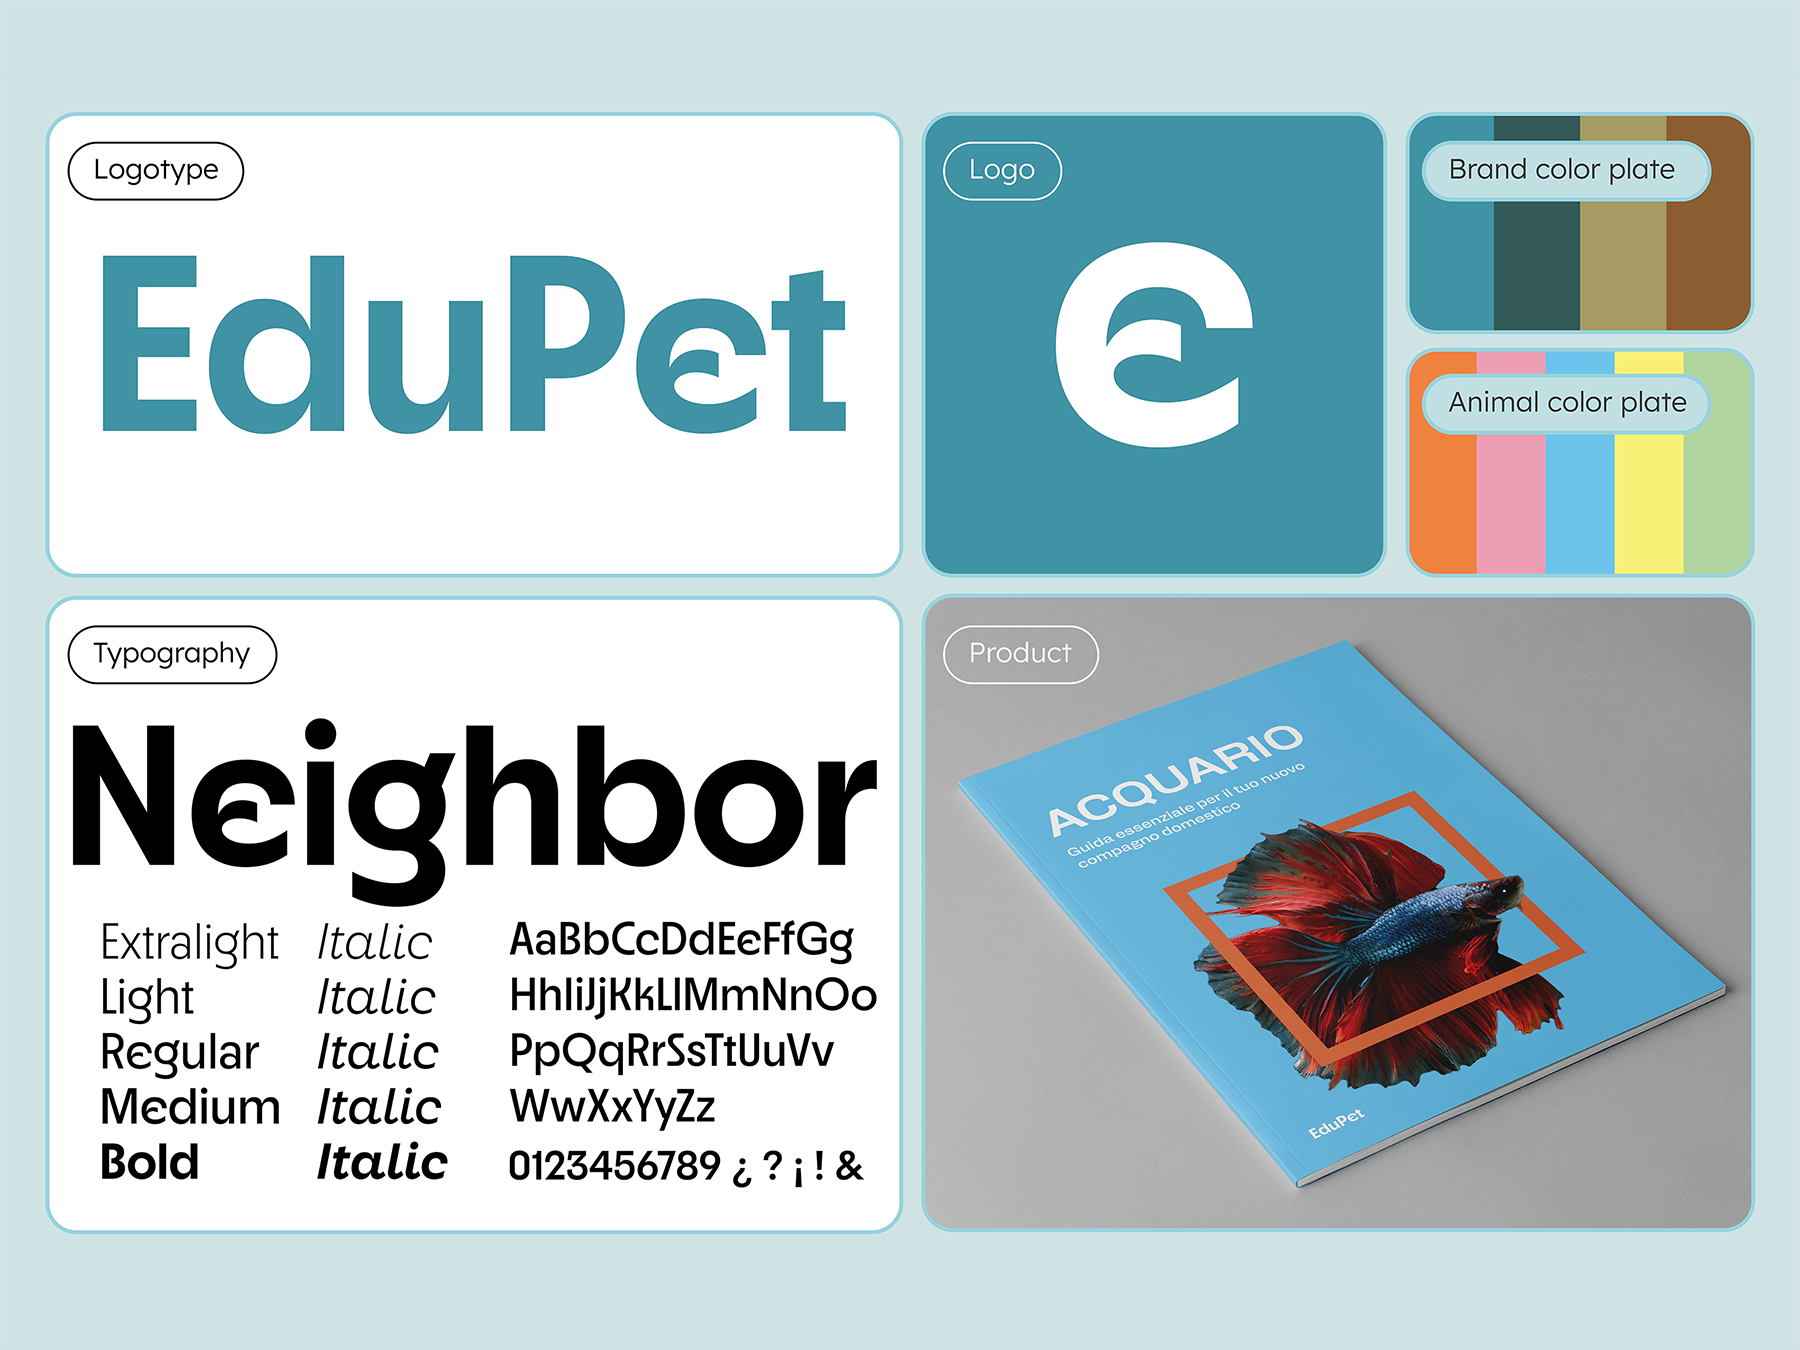 Logotype
EduPet
Logo
e
Brand color plate
Animal color plate
Typography
Neighbor
Extralight Italic
Light Italic
Regular Italic
Medium Italic
Bold Italic
AaBbCcDdEeFfGg
HhIiJjKkLlMmNnOo
PpQqRrSsTtUuVv
WwXxYyZz
0123456789 ¿ ? ¡ ! &
Product
ACQUARIO
Guida essenziale per il tuo nuovo
compagno domestico
EduPet